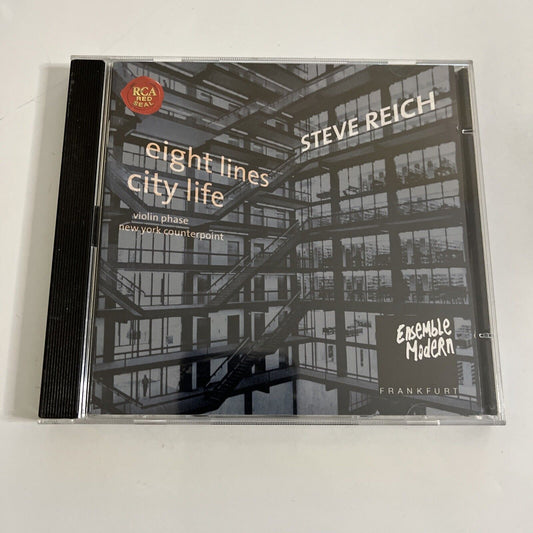 RCA
RED
SEAL
STEVE REICH
eight lines
city life
violin phase
new york counterpoint
Ensemble
Modern
FRANKFURT